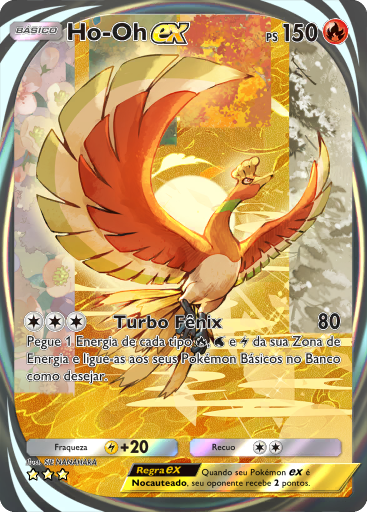 BÁSICO Ho-Oh ex PS 150
Turbo Fênix 80
Pegue 1 Energia de cada tipo , e da sua Zona de
Energia e ligue-as aos seus Pokémon Básicos no Banco
como desejar.
Fraqueza +20 Recuo
NANAHARA
Regra ex Quando seu Pokémon ex é
Nocauteado, seu oponente recebe 2 pontos.